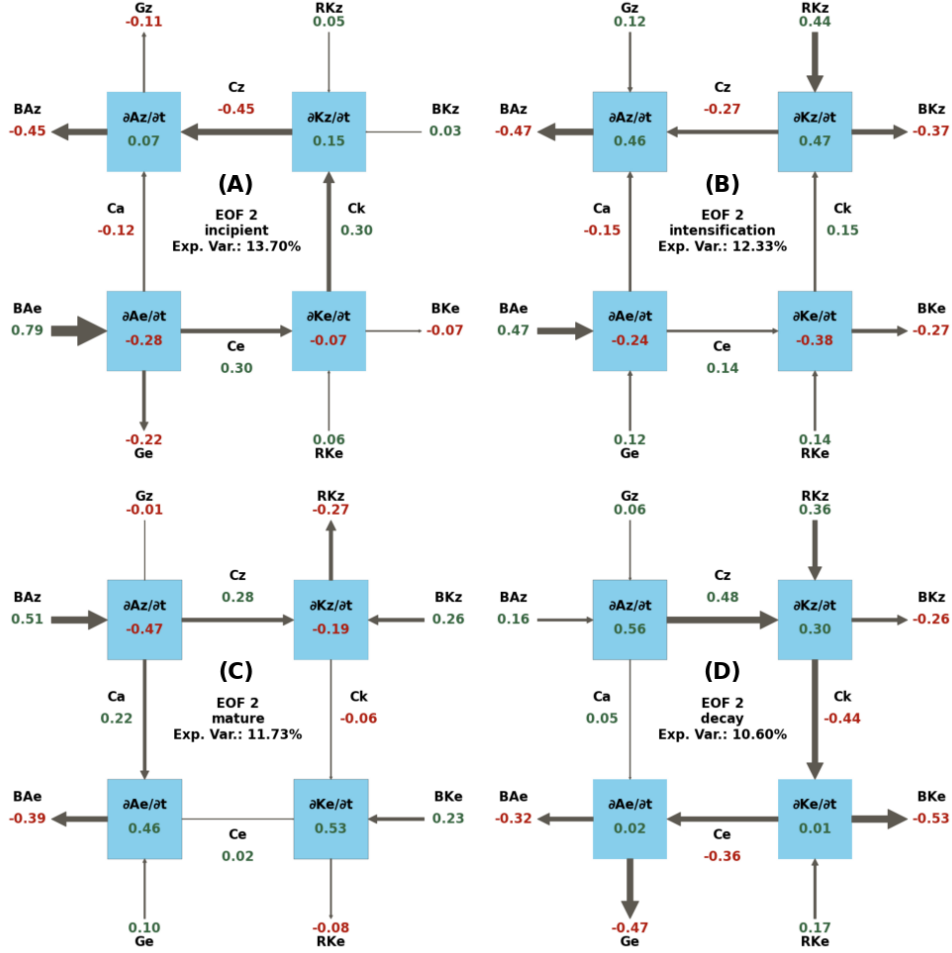 Gz
-0.11
RKz
0.05
BAz
-0.45
∂Az/∂t
0.07
Cz
-0.45
∂Kz/∂t
0.15
BKz
0.03
(A)
Ca
-0.12
EOF 2
incipient
Exp. Var.: 13.70%
Ck
0.30
BAe
0.79
∂Ae/∂t
-0.28
Ce
0.30
∂Ke/∂t
-0.07
BKe
-0.07
-0.22
Ge
0.06
RKe
Gz
0.12
RKz
0.44
BAz
-0.47
∂Az/∂t
0.46
Cz
-0.27
∂Kz/∂t
0.47
BKz
-0.37
(B)
Ca
-0.15
EOF 2
intensification
Exp. Var.: 12.33%
Ck
0.15
BAe
0.47
∂Ae/∂t
-0.24
Ce
0.14
∂Ke/∂t
-0.38
BKe
-0.27
0.12
Ge
0.14
RKe
Gz
-0.01
RKz
-0.27
BAz
0.51
∂Az/∂t
-0.47
Cz
0.28
∂Kz/∂t
-0.19
BKz
0.26
(C)
Ca
0.22
EOF 2
mature
Exp. Var.: 11.73%
Ck
-0.06
BAe
-0.39
∂Ae/∂t
0.46
Ce
0.02
∂Ke/∂t
0.53
BKe
0.23
0.10
Ge
-0.08
RKe
Gz
0.06
RKz
0.36
BAz
0.16
∂Az/∂t
0.56
Cz
0.48
∂Kz/∂t
0.30
BKz
-0.26
(D)
Ca
0.05
EOF 2
decay
Exp. Var.: 10.60%
Ck
-0.44
BAe
-0.32
∂Ae/∂t
0.02
Ce
-0.36
∂Ke/∂t
0.01
BKe
-0.53
-0.47
Ge
0.17
RKe